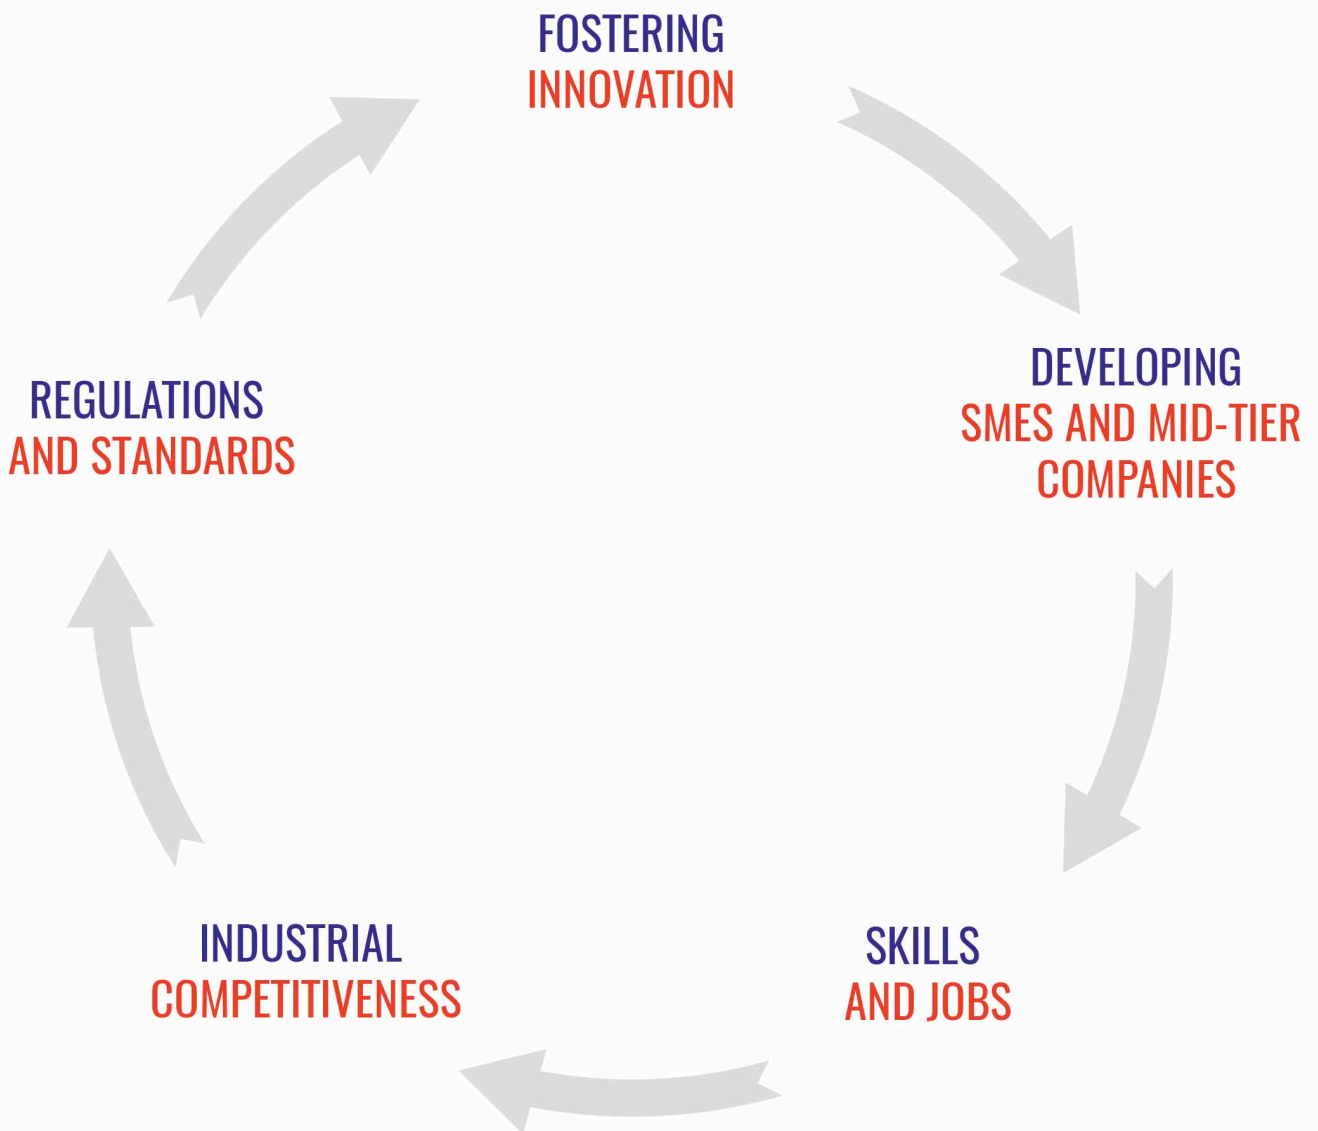 FOSTERING
INNOVATION
DEVELOPING
SMES AND MID-TIER
COMPANIES
SKILLS
AND JOBS
INDUSTRIAL
COMPETITIVENESS
REGULATIONS
AND STANDARDS